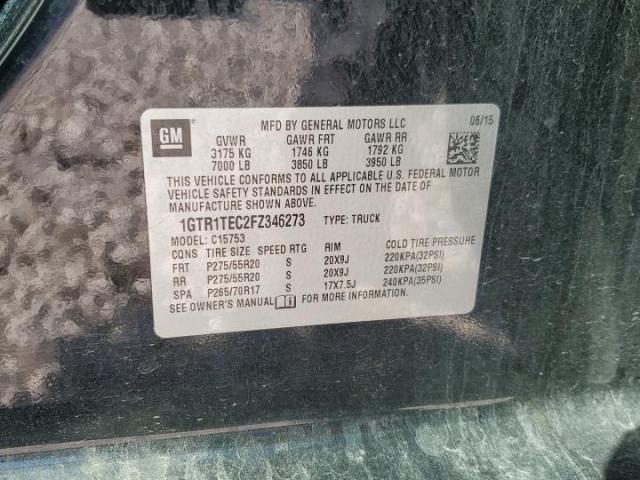 GM
MFD BY GENERAL MOTORS LLC 06/15
GVWR GAWR FRT GAWR RR
3175 KG 1746 KG 1792 KG
7000 LB 3850 LB 3950 LB
THIS VEHICLE CONFORMS TO ALL APPLICABLE U.S. FEDERAL MOTOR
VEHICLE SAFETY STANDARDS IN EFFECT ON THE DATE OF
MANUFACTURE SHOWN ABOVE.
1GTR1TEC2FZ346273 TYPE: TRUCK
MODEL: C15753
TIRE SIZE SPEED RTG RIM COLD TIRE PRESSURE
FRT P275/55R20 S 20X9J 220KPA(32PSI)
RR P275/55R20 S 20X9J 220KPA(32PSI)
SPA P265/70R17 S 17X7.5J 240KPA(35PSI)
SEE OWNER'S MANUAL FOR MORE INFORMATION.